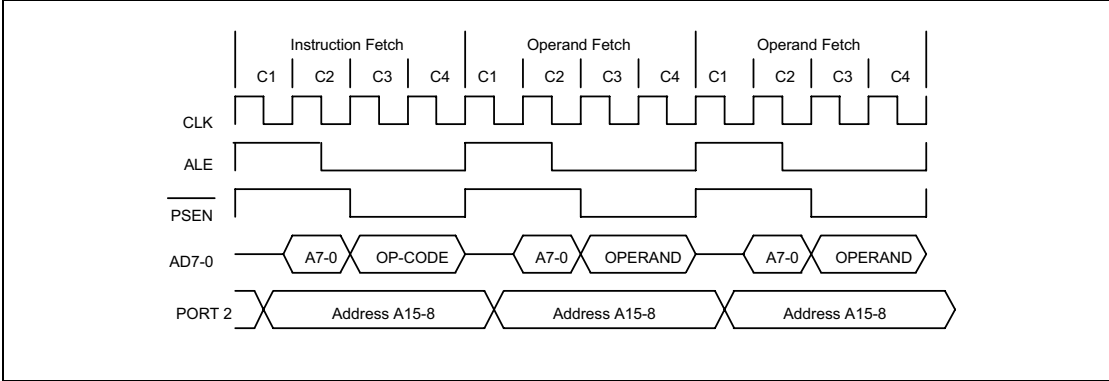 Instruction Fetch Operand Fetch Operand Fetch
C1 C2 C3 C4 C1 C2 C3 C4 C1 C2 C3 C4
CLK
ALE
PSEN
AD7-0 A7-0 OP-CODE A7-0 OPERAND A7-0 OPERAND
PORT 2 Address A15-8 Address A15-8 Address A15-8